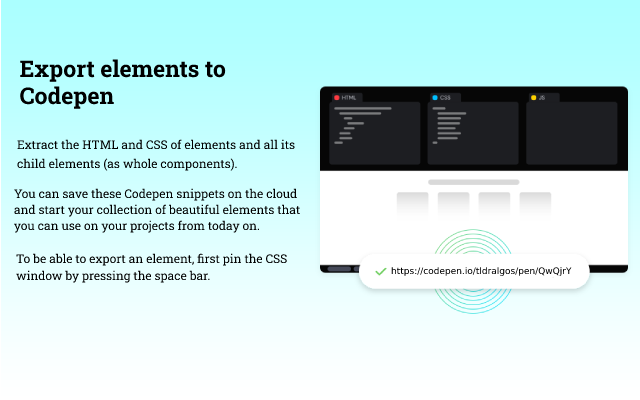 Export elements to
Codepen
Extract the HTML and CSS of elements and all its
child elements (as whole components).
You can save these Codepen snippets on the cloud
and start your collection of beautiful elements that
you can use on your projects from today on.
To be able to export an element, first pin the CSS
window by pressing the space bar.
HTML
CSS
JS
https://codepen.io/tldralgos/pen/QwQjrY